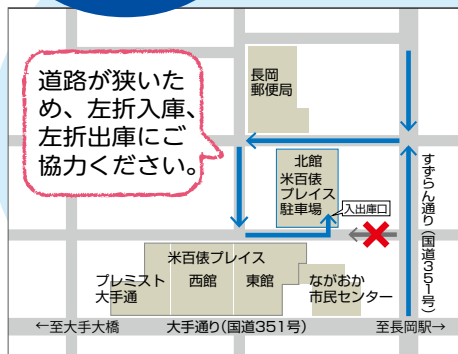 道路が狭いた
め、左折入庫、
左折出庫にご
協力ください。
長岡
郵便局
北館
米百俵
プレイス
駐車場
入出庫口
すずらん通り(国道351号)
米百俵プレイス
プレミスト
大手通
西館
東館
ながおか
市民センター
←至大手大橋
大手通り(国道351号)
至長岡駅→